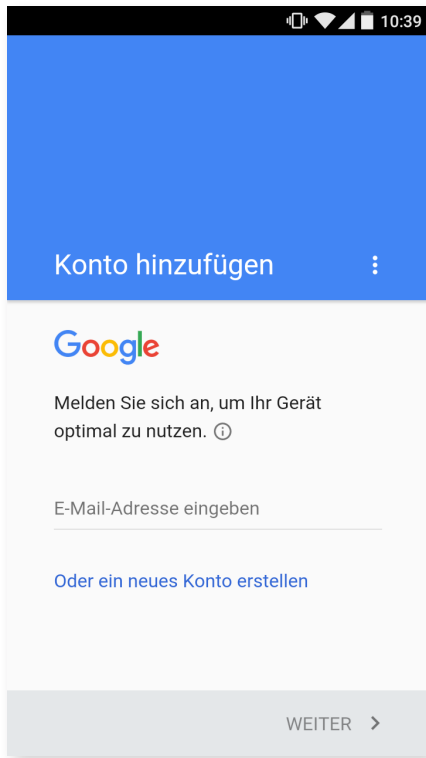 10:39
Konto hinzufügen
Google
Melden Sie sich an, um Ihr Gerät
optimal zu nutzen.
E-Mail-Adresse eingeben
Oder ein neues Konto erstellen
WEITER